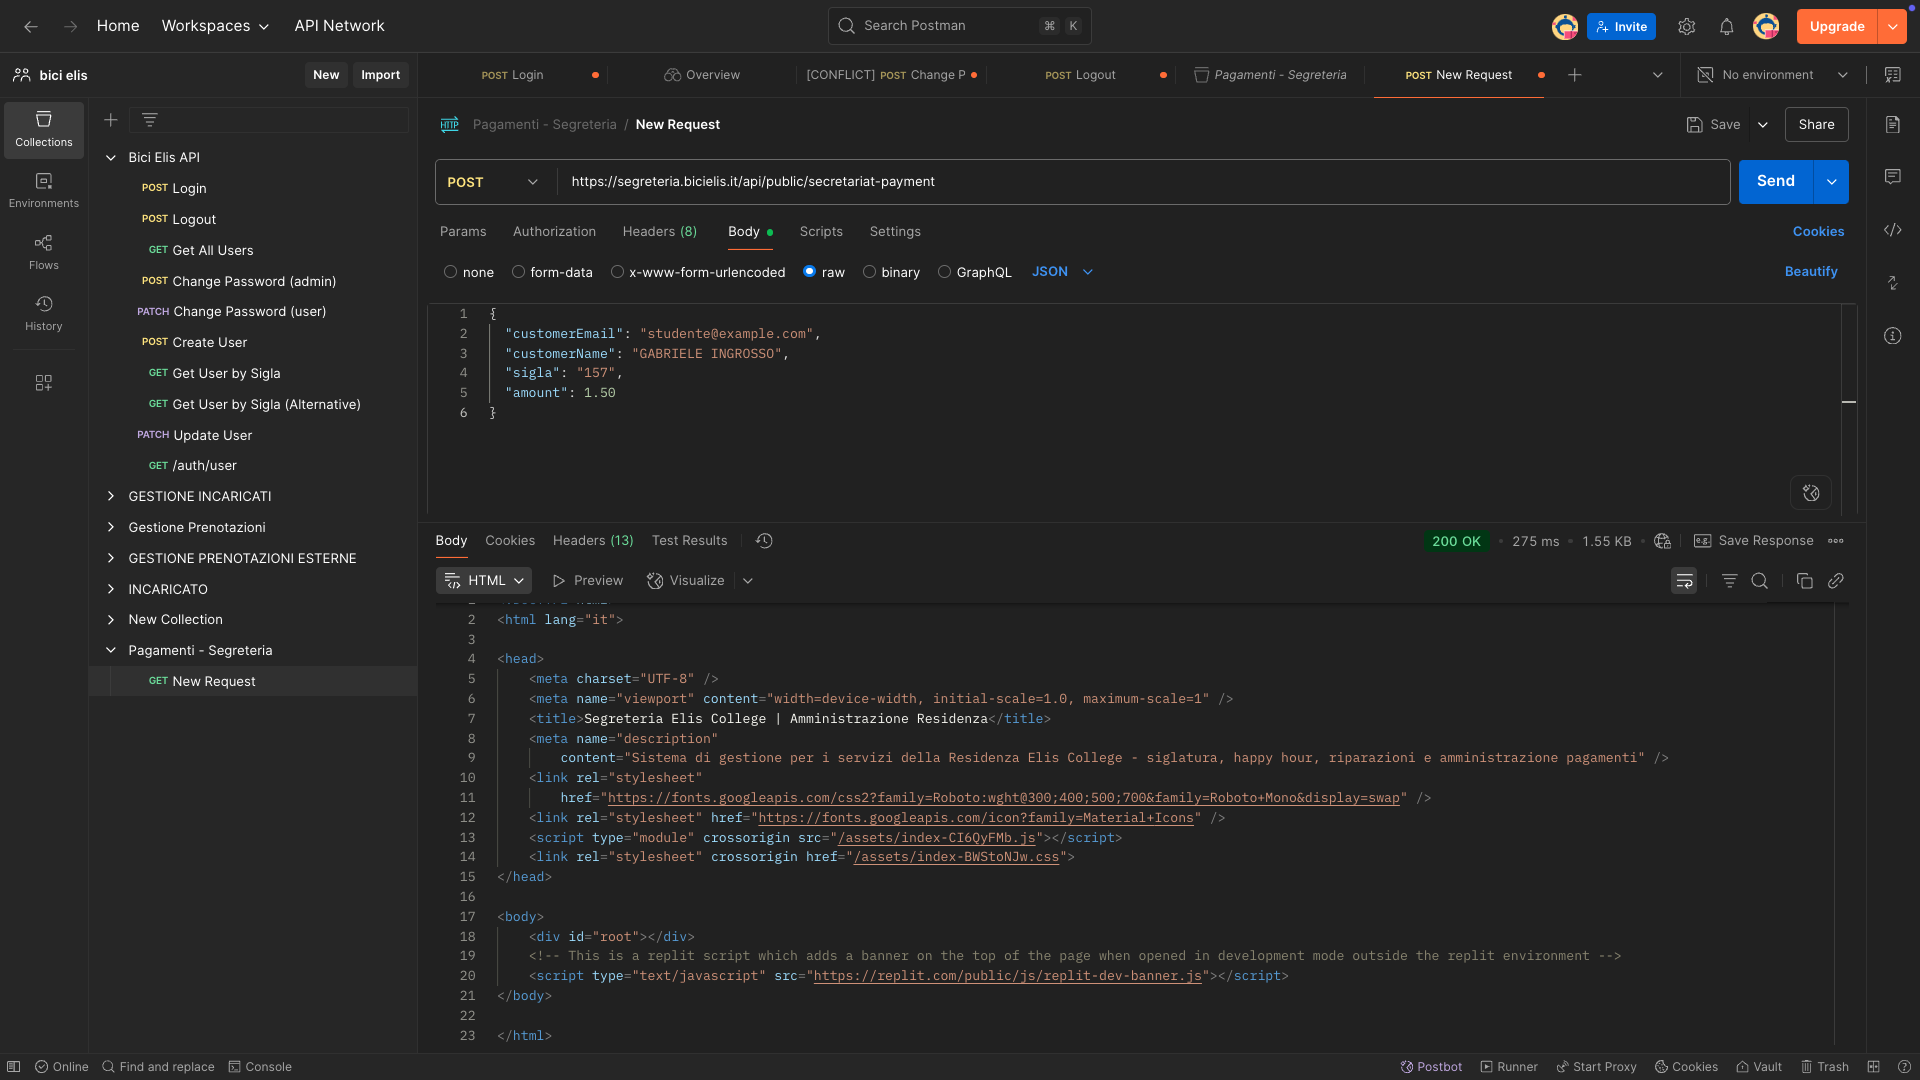 Home
Workspaces
API Network
Search Postman
⌘ K
Invite
Upgrade
bici elis
New
Import
POST Login
Overview
[CONFLICT] POST Change P
POST Logout
Pagamenti - Segreteria
POST New Request
No environment
Collections
Environments
Flows
History
Bici Elis API
POST Login
POST Logout
GET Get All Users
POST Change Password (admin)
PATCH Change Password (user)
POST Create User
GET Get User by Sigla
GET Get User by Sigla (Alternative)
PATCH Update User
GET /auth/user
GESTIONE INCARICATI
Gestione Prenotazioni
GESTIONE PRENOTAZIONI ESTERNE
INCARICATO
New Collection
Pagamenti - Segreteria
GET New Request
HTTP
Pagamenti - Segreteria / New Request
Save
Share
POST
https://segreteria.bicielis.it/api/public/secretariat-payment
Send
Params
Authorization
Headers (8)
Body
Scripts
Settings
Cookies
none
form-data
x-www-form-urlencoded
raw
binary
GraphQL
JSON
Beautify
1 {
2 "customerEmail": "studente@example.com",
3 "customerName": "GABRIELE INGROSSO",
4 "sigla": "157",
5 "amount": 1.50
6 }
Body
Cookies
Headers (13)
Test Results
200 OK
275 ms
1.55 KB
e.g.
Save Response
HTML
Preview
Visualize
2 <html lang="it">
3
4 <head>
5 <meta charset="UTF-8" />
6 <meta name="viewport" content="width=device-width, initial-scale=1.0, maximum-scale=1" />
7 <title>Segreteria Elis College | Amministrazione Residenza</title>
8 <meta name="description"
9 content="Sistema di gestione per i servizi della Residenza Elis College - siglatura, happy hour, riparazioni e amministrazione pagamenti" />
10 <link rel="stylesheet"
11 href="https://fonts.googleapis.com/css2?family=Roboto:wght@300;400;500;700&family=Roboto+Mono&display=swap" />
12 <link rel="stylesheet" href="https://fonts.googleapis.com/icon?family=Material+Icons" />
13 <script type="module" crossorigin src="/assets/index-CI6QyFMb.js"></script>
14 <link rel="stylesheet" crossorigin href="/assets/index-BWStoNJw.css">
15 </head>
16
17 <body>
18 <div id="root"></div>
19 <!-- This is a replit script which adds a banner on the top of the page when opened in development mode outside the replit environment -->
20 <script type="text/javascript" src="https://replit.com/public/js/replit-dev-banner.js"></script>
21 </body>
22
23 </html>
Online
Find and replace
Console
Postbot
Runner
Start Proxy
Cookies
Vault
Trash